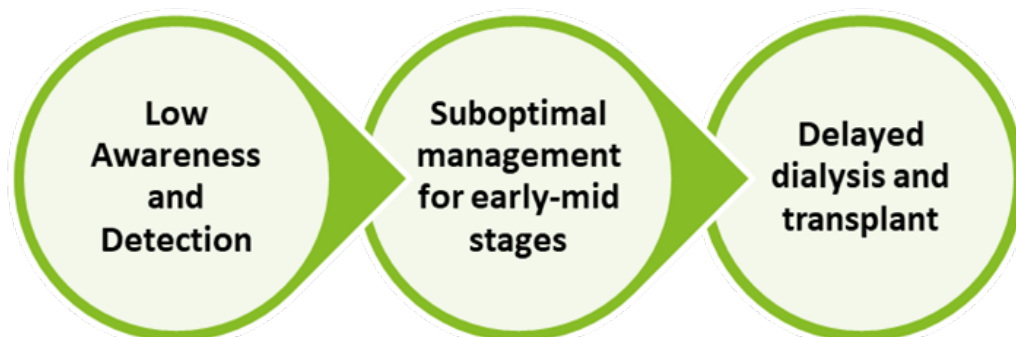 Low
Awareness
and
Detection
Suboptimal
management
for early-mid
stages
Delayed
dialysis and
transplant